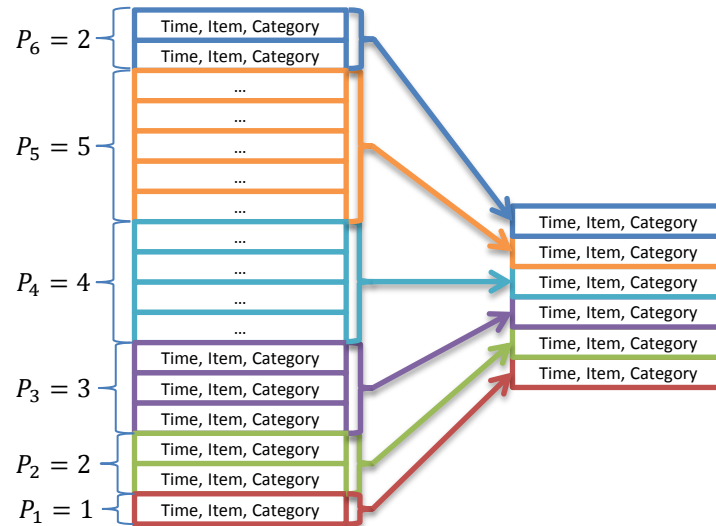 P₆ = 2
Time, Item, Category
Time, Item, Category
P₅ = 5
...
...
...
...
...
P₄ = 4
...
...
...
...
P₃ = 3
Time, Item, Category
Time, Item, Category
Time, Item, Category
P₂ = 2
Time, Item, Category
Time, Item, Category
P₁ = 1
Time, Item, Category
Time, Item, Category
Time, Item, Category
Time, Item, Category
Time, Item, Category
Time, Item, Category
Time, Item, Category